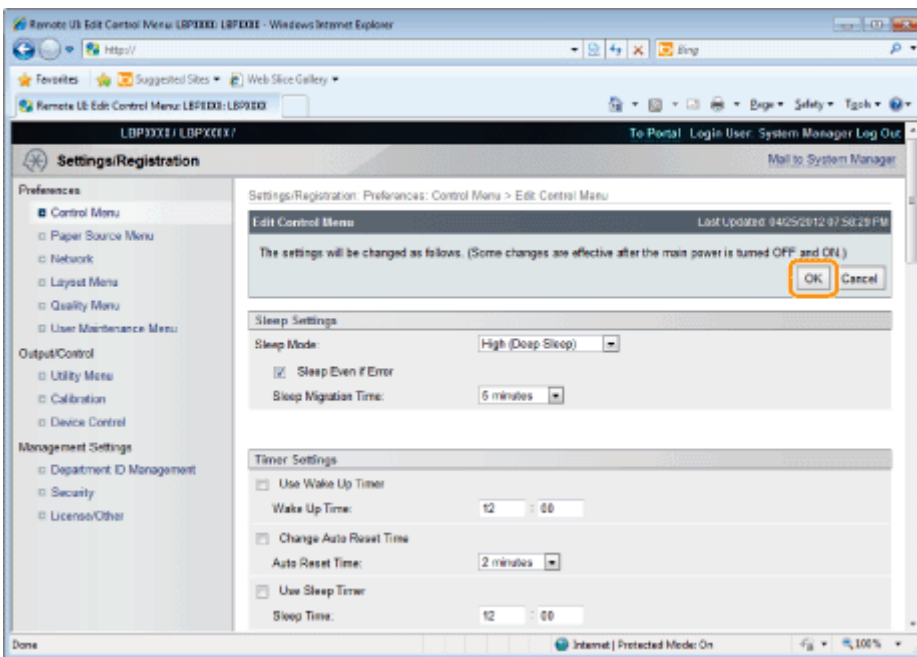 Remote UI: Edit Control Menu: LBPXXXX: LBPXXXX - Windows Internet Explorer
http://
Bing
Favorites Suggested Sites Web Slice Gallery
Remote UI: Edit Control Menu: LBPXXXX: LBPXXXX
Page Safety Tools
LBPXXXX / LBPXXXX /
To Portal Login User: System Manager Log Out
Settings/Registration
Mail to System Manager
Preferences
Control Menu
Paper Source Menu
Network
Layout Menu
Quality Menu
User Maintenance Menu
Output/Control
Utility Menu
Calibration
Device Control
Management Settings
Department ID Management
Security
License/Other
Settings/Registration: Preferences: Control Menu > Edit Control Menu
Edit Control Menu
Last Updated: 04/25/2012 07:58:29 PM
The settings will be changed as follows. (Some changes are effective after the main power is turned OFF and ON.)
OK Cancel
Sleep Settings
Sleep Mode: High (Deep Sleep)
Sleep Even if Error
Sleep Migration Time: 5 minutes
Timer Settings
Use Wake Up Timer
Wake Up Time: 12 : 00
Change Auto Reset Time
Auto Reset Time: 2 minutes
Use Sleep Timer
Sleep Time: 12 : 00
Done
Internet | Protected Mode: On
100%